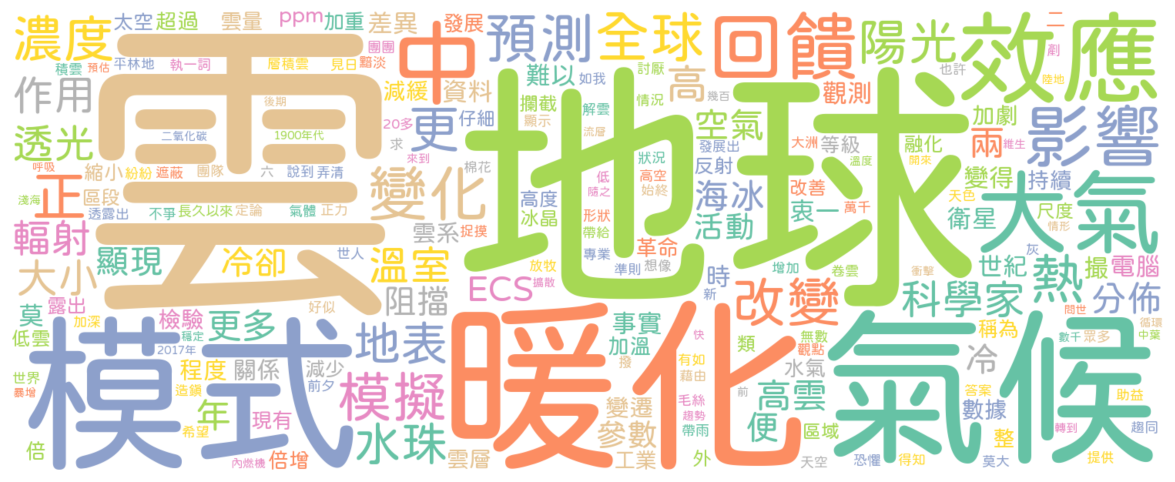 濃度
太空
超過
雲量
ppm
加重
差異
發展
預測
全球
回饋
陽光
效應
二
劇
平林地
執一詞
團團
黯淡
積雲
預估
層積雲
見日
中
難以
如我
討厭
也許
陸地
作用
雲
後期
減緩
資料
攔截
解雲
情況
高
幾百
觀測
加劇
影響
透光
二氧化碳
1900年代
20多
更
仔細
顯示
流層
空氣
大洲
等級
融化
兩
維生
求
地球
發展出
呼吸
縮小
紛紛
遮蔽
團隊
六
說到
弄清
來到
棉花
低
狀況
反射
溫度
開來
淺海
正
區段
變化
高度
隨之
高空
始終
海冰
改善
萬千
變得
持續
透露出
不爭
長久以來
定論
氣體
正力
冰晶
形狀
帶給
衷一
天色
衛星
大氣
尺度
情形
輻射
顯現
雲系
捉摸
活動
大小
冷卻
世人
溫室
放牧
專業
革命
增加
卷雲
衝擊
世紀
灰
熱
撮
電腦
露出
好似
阻擋
ECS
擴散
準則
想像
時
新
改變
科學家
分佈
莫
加深
檢驗
更多
地表
暖化
事實
快
無數
稱為
問世
循環
低雲
模式
穩定
2017年
加溫
類
觀點
氣候
數千
眾多
中葉
程度
關係
減少
撥
有如
藉由
水氣
冷
世界
造鎖
前夕
模擬
前
高雲
答案
助益
暴增
年
現有
變遷
毛絲
趨勢
數據
希望
水珠
參數
帶雨
便
區域
整
轉到
趨同
倍
內燃機
倍增
雲層
工業
外
天空
恐懼
得知
莫大
提供